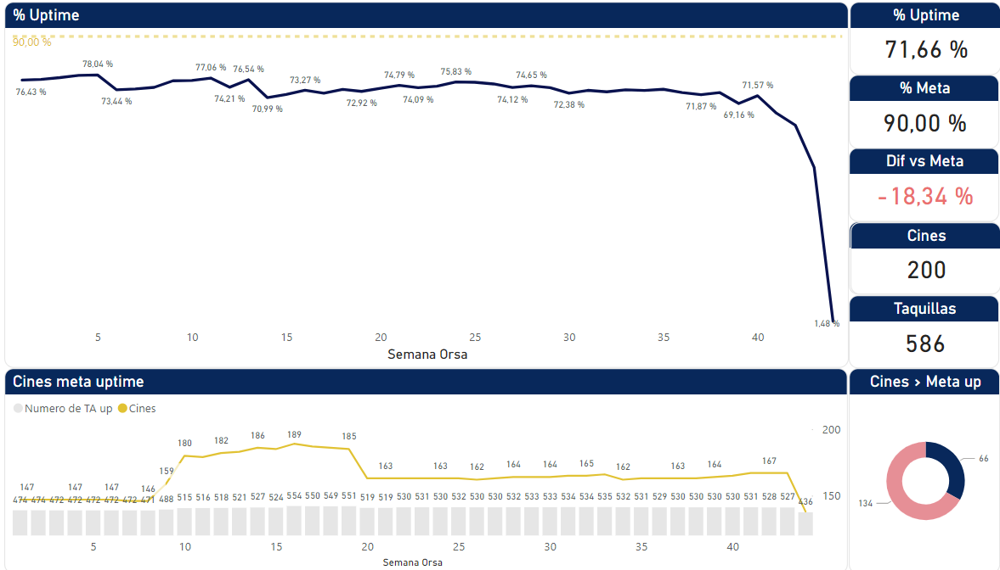 % Uptime
90,00 %
76,43 %
78,04 %
73,44 %
77,06 %
74,21 %
76,54 %
70,99 %
73,27 %
72,92 %
74,79 %
74,09 %
75,83 %
74,12 %
74,65 %
72,38 %
71,87 %
69,16 %
71,57 %
1,48 %
5 10 15 20 25 30 35 40
Semana Orsa
% Uptime
71,66 %
% Meta
90,00 %
Dif vs Meta
-18,34 %
Cines
200
Taquillas
586
Cines meta uptime
Numero de TA up Cines
147 147 147 146 159 180 182 186 189 185 163 163 162 164 164 165 162 163 164 167
474 474 472 472 472 472 472 471 488 515 516 518 521 527 524 554 550 549 551 519 519 530 531 530 532 530 530 532 533 533 534 534 535 532 531 529 530 530 530 530 531 528 527 436
200
150
5 10 15 20 25 30 35 40
Semana Orsa
Cines > Meta up
66
134